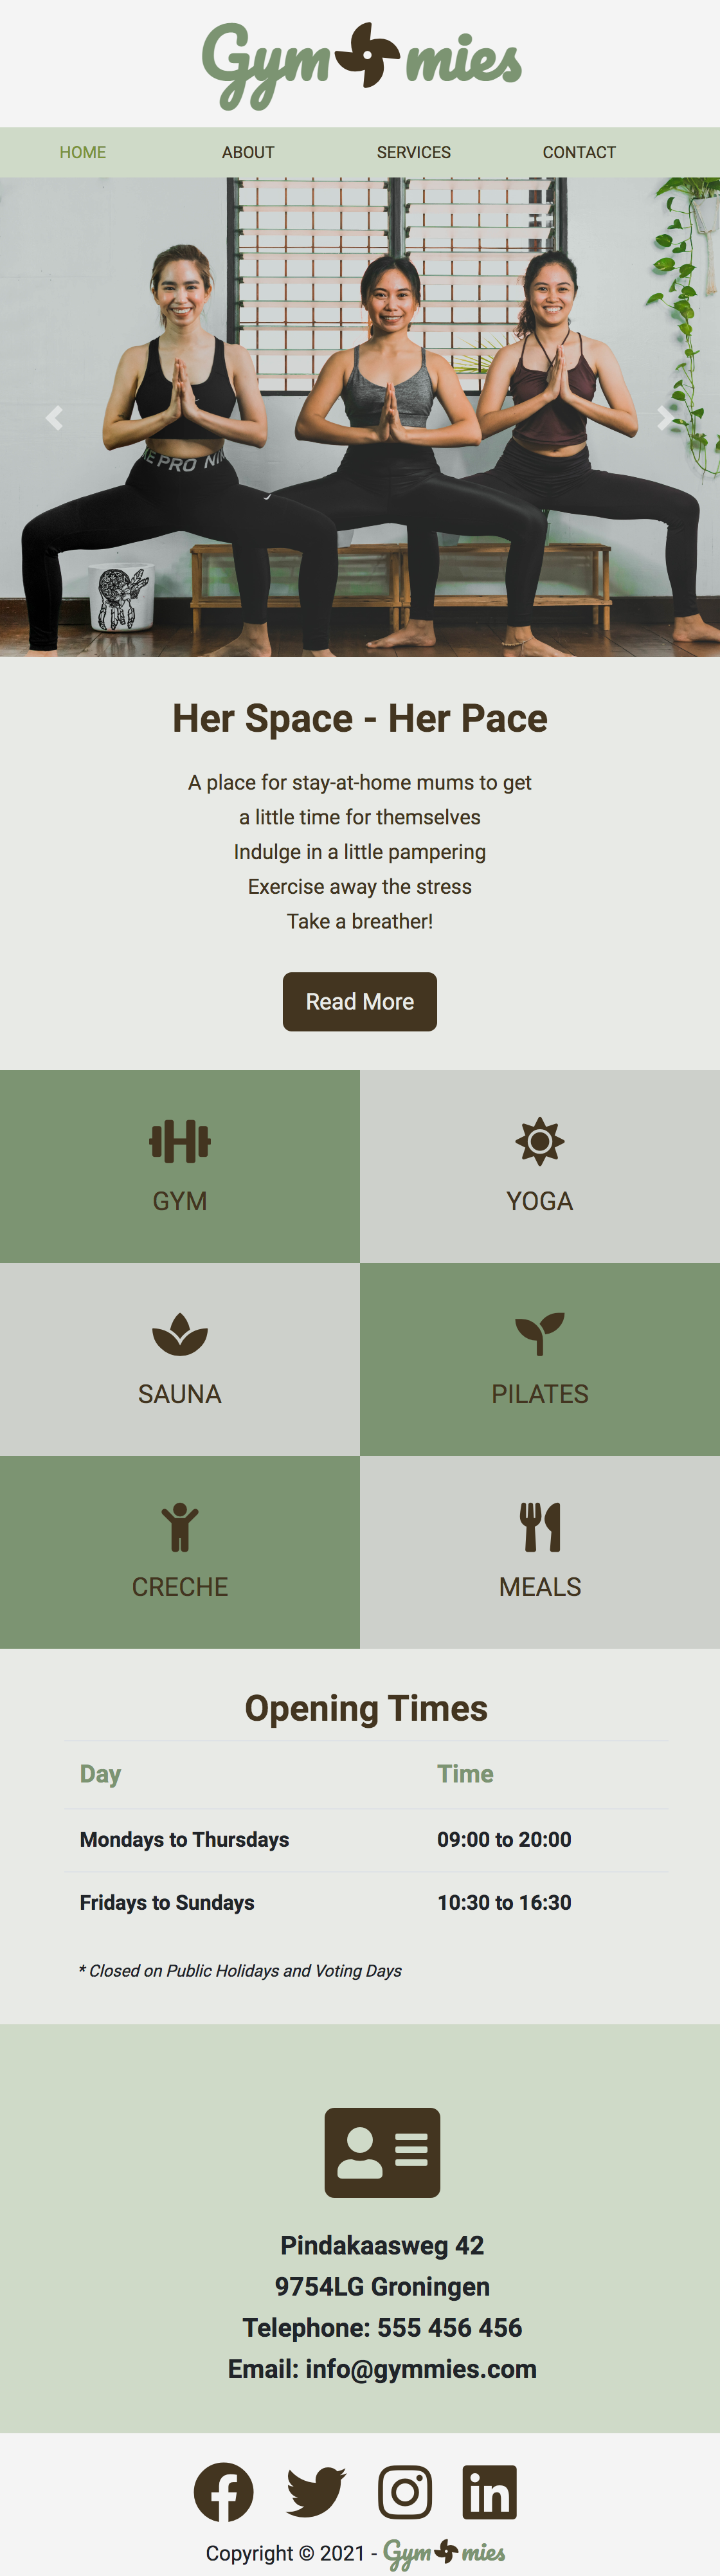 Gym mies
HOME ABOUT SERVICES CONTACT
EPRO NI
Her Space - Her Pace
A place for stay-at-home mums to get
a little time for themselves
Indulge in a little pampering
Exercise away the stress
Take a breather!
Read More
GYM YOGA
SAUNA PILATES
CRECHE MEALS
Opening Times
Day Time
Mondays to Thursdays 09:00 to 20:00
Fridays to Sundays 10:30 to 16:30
* Closed on Public Holidays and Voting Days
Pindakaasweg 42
9754LG Groningen
Telephone: 555 456 456
Email: info@gymmies.com
in
Copyright © 2021 - Gym mies